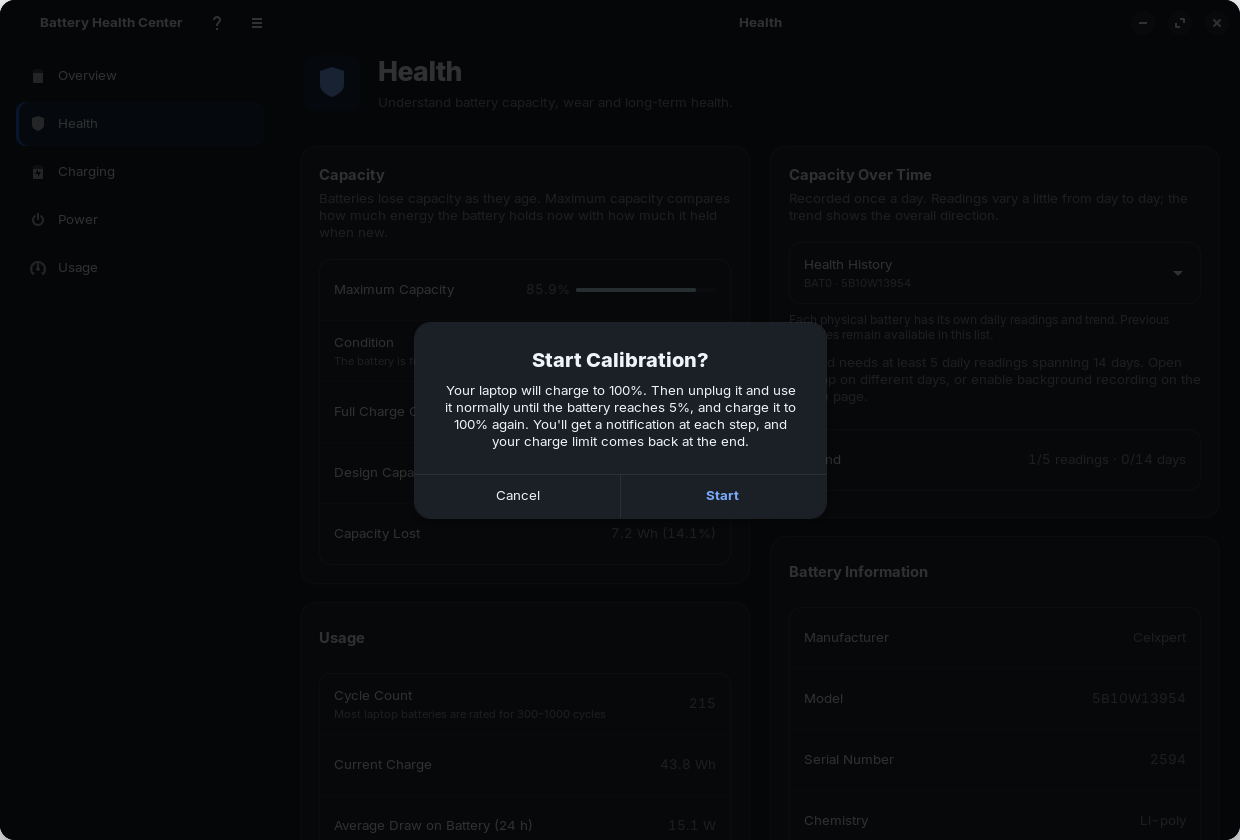 Battery Health Center
Health
Overview
Health
Charging
Power
Usage
Health
Understand battery capacity, wear and long-term health.
Capacity
Batteries lose capacity as they age. Maximum capacity compares
how much energy the battery holds now with how much it held
when new.
Maximum Capacity 85.9%
Condition
The battery is
Full Charge
Design
Capacity Lost 7.2 Wh (14.1%)
Usage
Cycle Count 215
Most laptop batteries are rated for 300–1000 cycles
Current Charge 43.8 Wh
Average Draw on Battery (24 h) 15.1 W
Capacity Over Time
Recorded once a day. Readings vary a little from day to day; the
trend shows the overall direction.
Health History
BAT0 · 5B10W13954
Each physical battery has its own daily readings and trend. Previous
remain available in this list.
needs at least 5 daily readings spanning 14 days. Open
on different days, or enable background recording on the
page.
1/5 readings · 0/14 days
Battery Information
Manufacturer Celxpert
Model 5B10W13954
Serial Number 2594
Chemistry Li-poly
Start Calibration?
Your laptop will charge to 100%. Then unplug it and use
it normally until the battery reaches 5%, and charge it to
100% again. You'll get a notification at each step, and
your charge limit comes back at the end.
Cancel Start